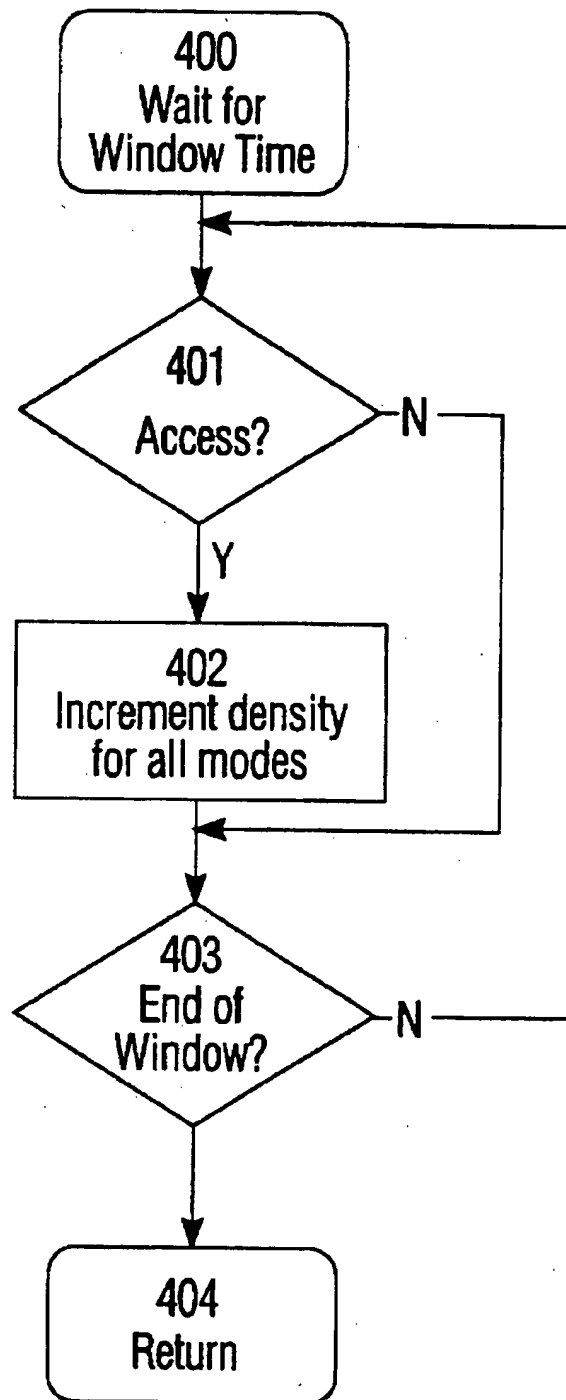 400
Wait for
Window Time
401
Access?
N
Y
402
Increment density
for all modes
403
End of
Window?
N
404
Return